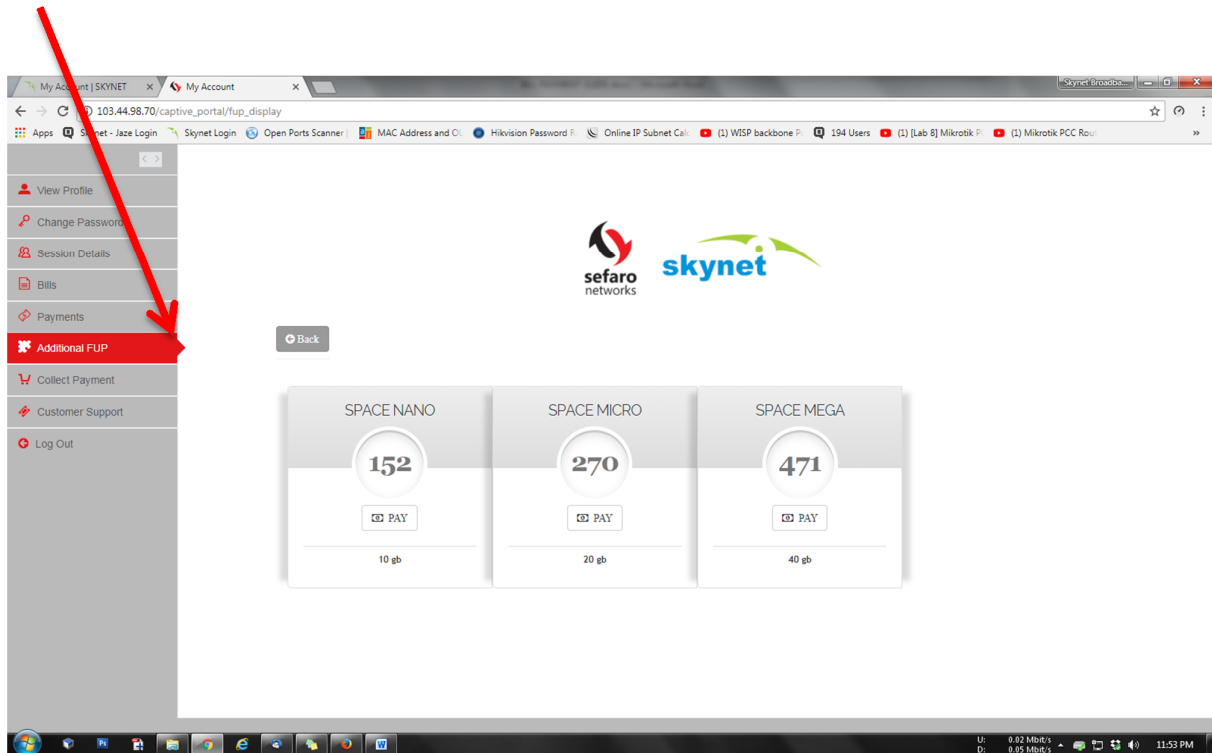 My Account | SKYNET
My Account
Skynet Broadba...
103.44.98.70/captive_portal/fup_display
Apps
Skynet - Jaze Login
Skynet Login
Open Ports Scanner |
MAC Address and OU
Hikvision Password R
Online IP Subnet Calc
(1) WISP backbone P
194 Users
(1) [Lab 8] Mikrotik P
(1) Mikrotik PCC Rout
View Profile
Change Password
Session Details
Bills
Payments
Additional FUP
Collect Payment
Customer Support
Log Out
sefaro
networks
skynet
Back
SPACE NANO
152
PAY
10 gb
SPACE MICRO
270
PAY
20 gb
SPACE MEGA
471
PAY
40 gb
U: 0.02 Mbit/s
D: 0.05 Mbit/s
11:53 PM